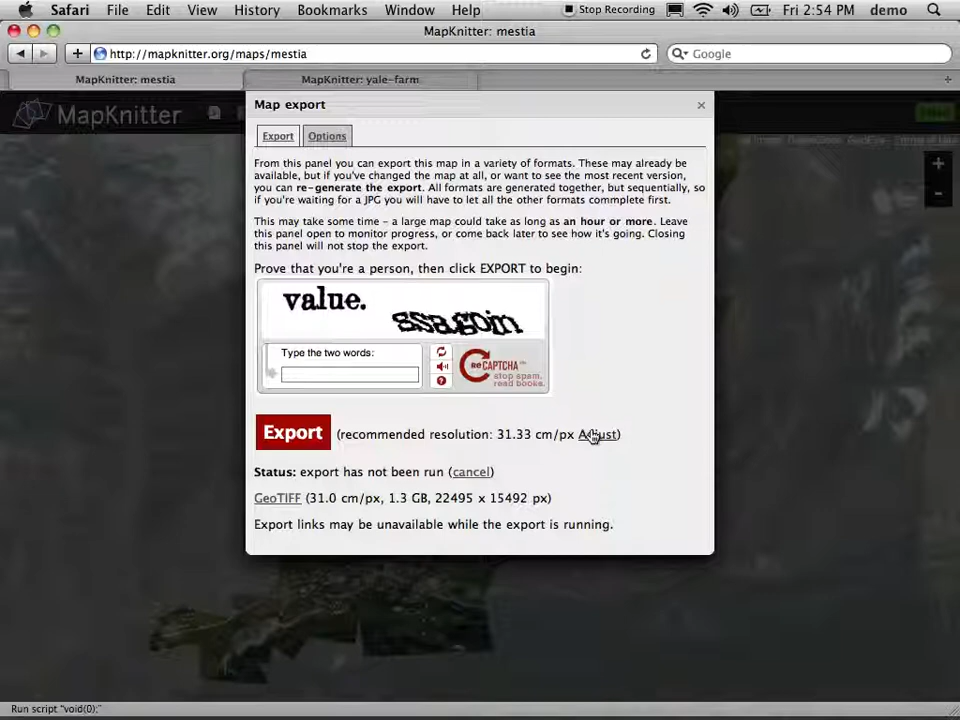 Safari File Edit View History Bookmarks Window Help Stop Recording Fri 2:54 PM demo
MapKnitter: mestia
http://mapknitter.org/maps/mestia Google
MapKnitter: mestia MapKnitter: yale-farm
MapKnitter
Map export
Export Options
From this panel you can export this map in a variety of formats. These may already be
available, but if you've changed the map at all, or want to see the most recent version,
you can re-generate the export. All formats are generated together, but sequentially, so
if you're waiting for a JPG you will have to let all the other formats commplete first.
This may take some time – a large map could take as long as an hour or more. Leave
this panel open to monitor progress, or come back later to see how it's going. Closing
this panel will not stop the export.
Prove that you're a person, then click EXPORT to begin:
value.
Type the two words:
reCAPTCHA™
stop spam.
read books.
Export (recommended resolution: 31.33 cm/px Adjust)
Status: export has not been run (cancel)
GeoTIFF (31.0 cm/px, 1.3 GB, 22495 x 15492 px)
Export links may be unavailable while the export is running.
Run script "void(0);"